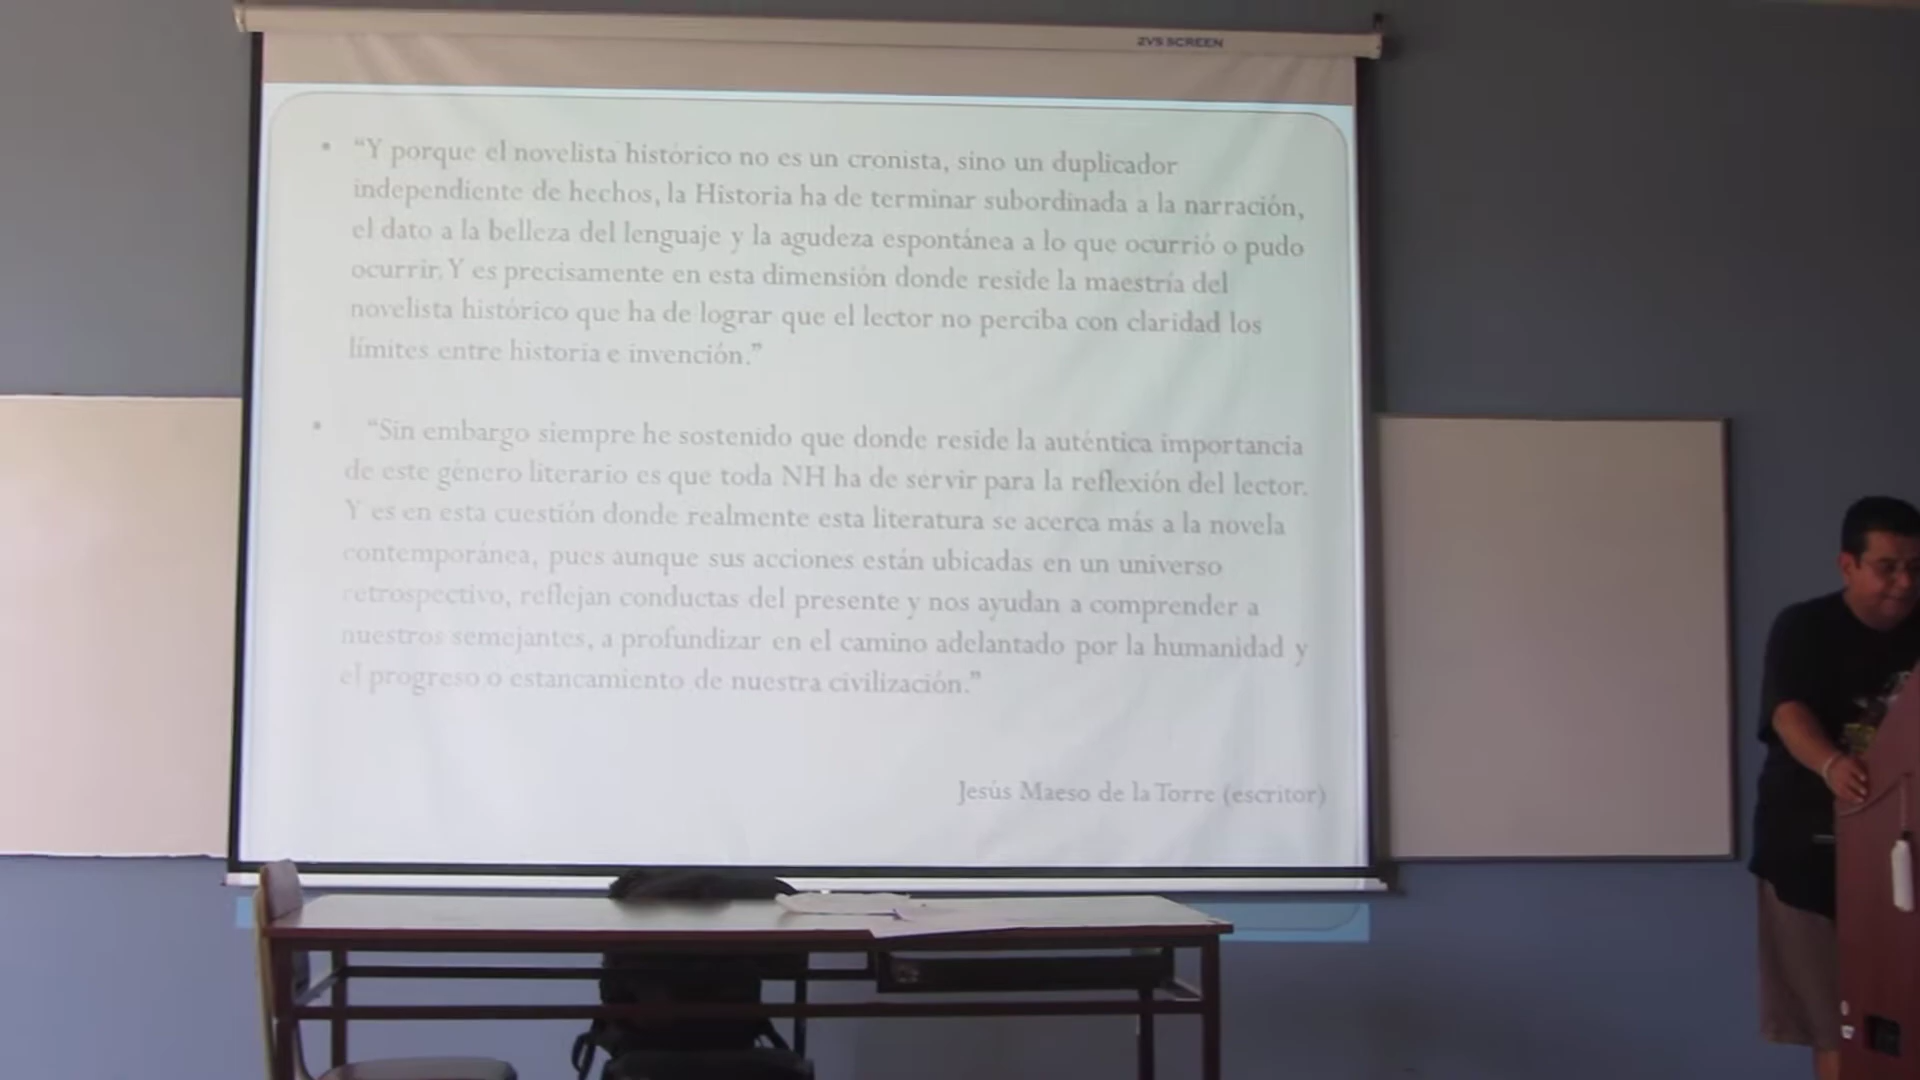 2VS SCREEN
• “Y porque el novelista histórico no es un cronista, sino un duplicador
independiente de hechos, la Historia ha de terminar subordinada a la narración,
el dato a la belleza del lenguaje y la agudeza espontánea a lo que ocurrió o pudo
ocurrir. Y es precisamente en esta dimensión donde reside la maestría del
novelista histórico que ha de lograr que el lector no perciba con claridad los
límites entre historia e invención.”
• “Sin embargo siempre he sostenido que donde reside la auténtica importancia
de este género literario es que toda NH ha de servir para la reflexión del lector.
Y es en esta cuestión donde realmente esta literatura se acerca más a la novela
contemporánea, pues aunque sus acciones están ubicadas en un universo
retrospectivo, reflejan conductas del presente y nos ayudan a comprender a
nuestros semejantes, a profundizar en el camino adelantado por la humanidad y
el progreso o estancamiento de nuestra civilización.”
Jesús Maeso de la Torre (escritor)